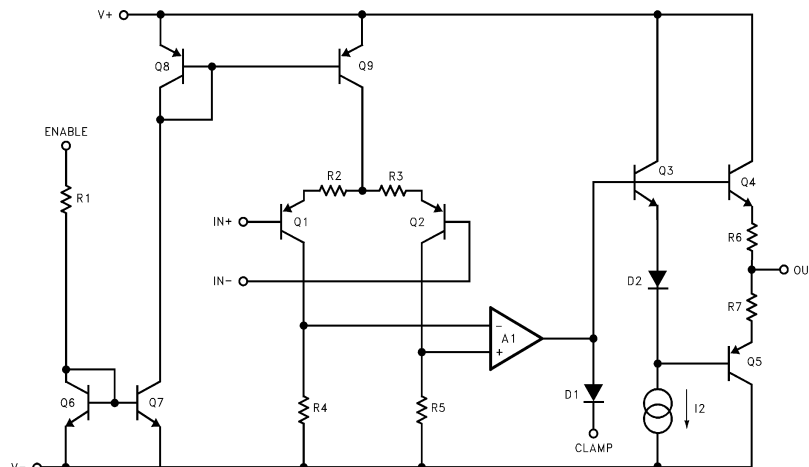 V+
Q8
Q9
ENABLE
R2
R3
Q3
Q4
R1
IN+
Q1
Q2
R6
IN-
D2
OU
R7
-
A1
+
Q5
Q6
Q7
R4
R5
D1
I2
CLAMP
V-